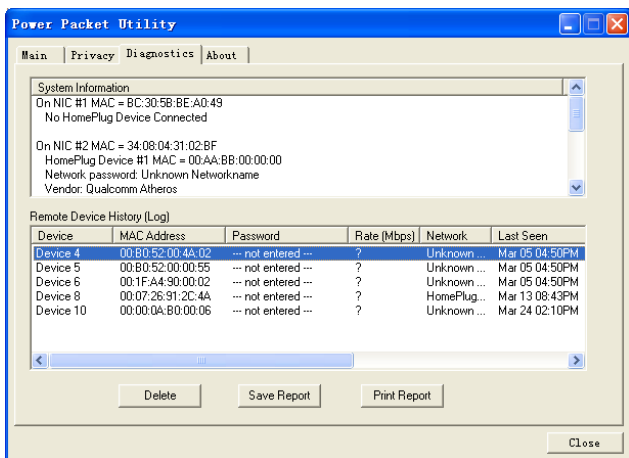 Power Packet Utility
Main Privacy Diagnostics About
System Information
On NIC #1 MAC = BC:30:5B:BE:A0:49
No HomePlug Device Connected
On NIC #2 MAC = 34:08:04:31:02:BF
HomePlug Device #1 MAC = 00:AA:BB:00:00:00
Network password: Unknown Networkname
Vendor: Qualcomm Atheros
Remote Device History (Log)
Device MAC Address Password Rate (Mbps) Network Last Seen
Device 4 00:B0:52:00:4A:02 --- not entered --- ? Unknown ... Mar 05 04:50PM
Device 5 00:B0:52:00:00:55 --- not entered --- ? Unknown ... Mar 05 04:50PM
Device 6 00:1F:A4:90:00:02 --- not entered --- ? Unknown ... Mar 05 04:50PM
Device 8 00:07:26:91:2C:4A --- not entered --- ? HomePlug... Mar 13 08:43PM
Device 10 00:00:0A:B0:00:06 --- not entered --- ? Unknown ... Mar 24 02:10PM
Delete Save Report Print Report
Close